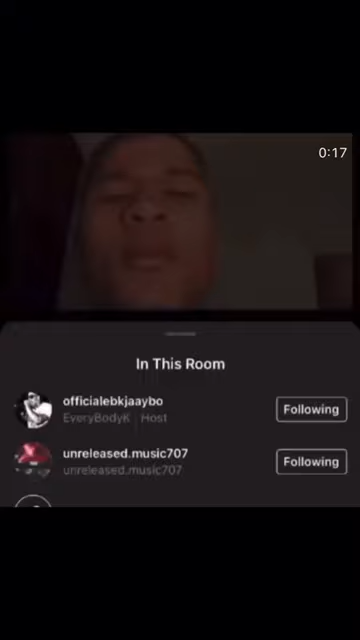 0:17
In This Room
officialebkjaaybo
EveryBodyK | Host
Following
unreleased.music707
unreleased.music707
Following